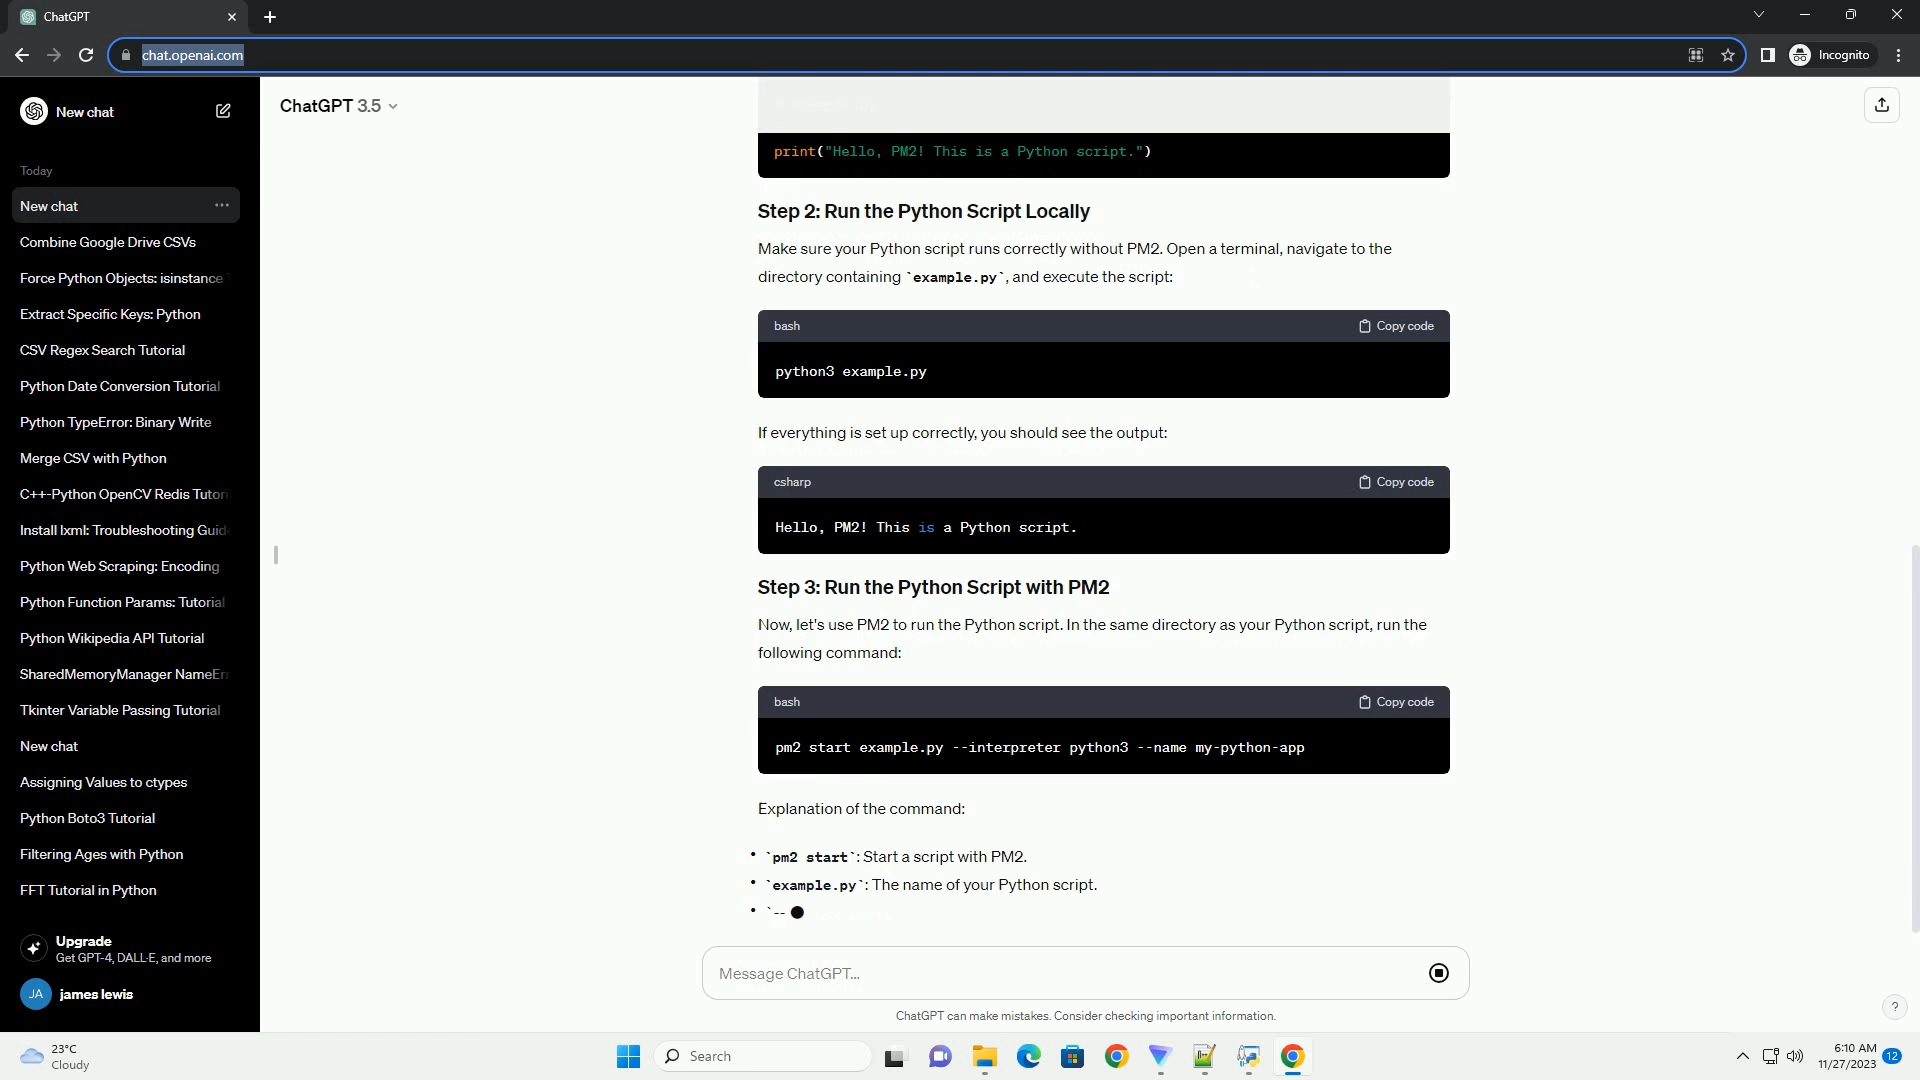 ChatGPT
chat.openai.com
Incognito
New chat
Today
New chat
Combine Google Drive CSVs
Force Python Objects: isinstance
Extract Specific Keys: Python
CSV Regex Search Tutorial
Python Date Conversion Tutorial
Python TypeError: Binary Write
Merge CSV with Python
C++-Python OpenCV Redis Tutori
Install lxml: Troubleshooting Guide
Python Web Scraping: Encoding
Python Function Params: Tutorial
Python Wikipedia API Tutorial
SharedMemoryManager NameErr
Tkinter Variable Passing Tutorial
New chat
Assigning Values to ctypes
Python Boto3 Tutorial
Filtering Ages with Python
FFT Tutorial in Python
Upgrade
Get GPT-4, DALL·E, and more
JA james lewis
ChatGPT 3.5
print("Hello, PM2! This is a Python script.")
Step 2: Run the Python Script Locally
Make sure your Python script runs correctly without PM2. Open a terminal, navigate to the
directory containing `example.py`, and execute the script:
bash Copy code
python3 example.py
If everything is set up correctly, you should see the output:
csharp Copy code
Hello, PM2! This is a Python script.
Step 3: Run the Python Script with PM2
Now, let's use PM2 to run the Python script. In the same directory as your Python script, run the
following command:
bash Copy code
pm2 start example.py --interpreter python3 --name my-python-app
Explanation of the command:
• `pm2 start`: Start a script with PM2.
• `example.py`: The name of your Python script.
• `--
Message ChatGPT...
ChatGPT can make mistakes. Consider checking important information.
?
23°C
Cloudy
Search
6:10 AM
11/27/2023
12